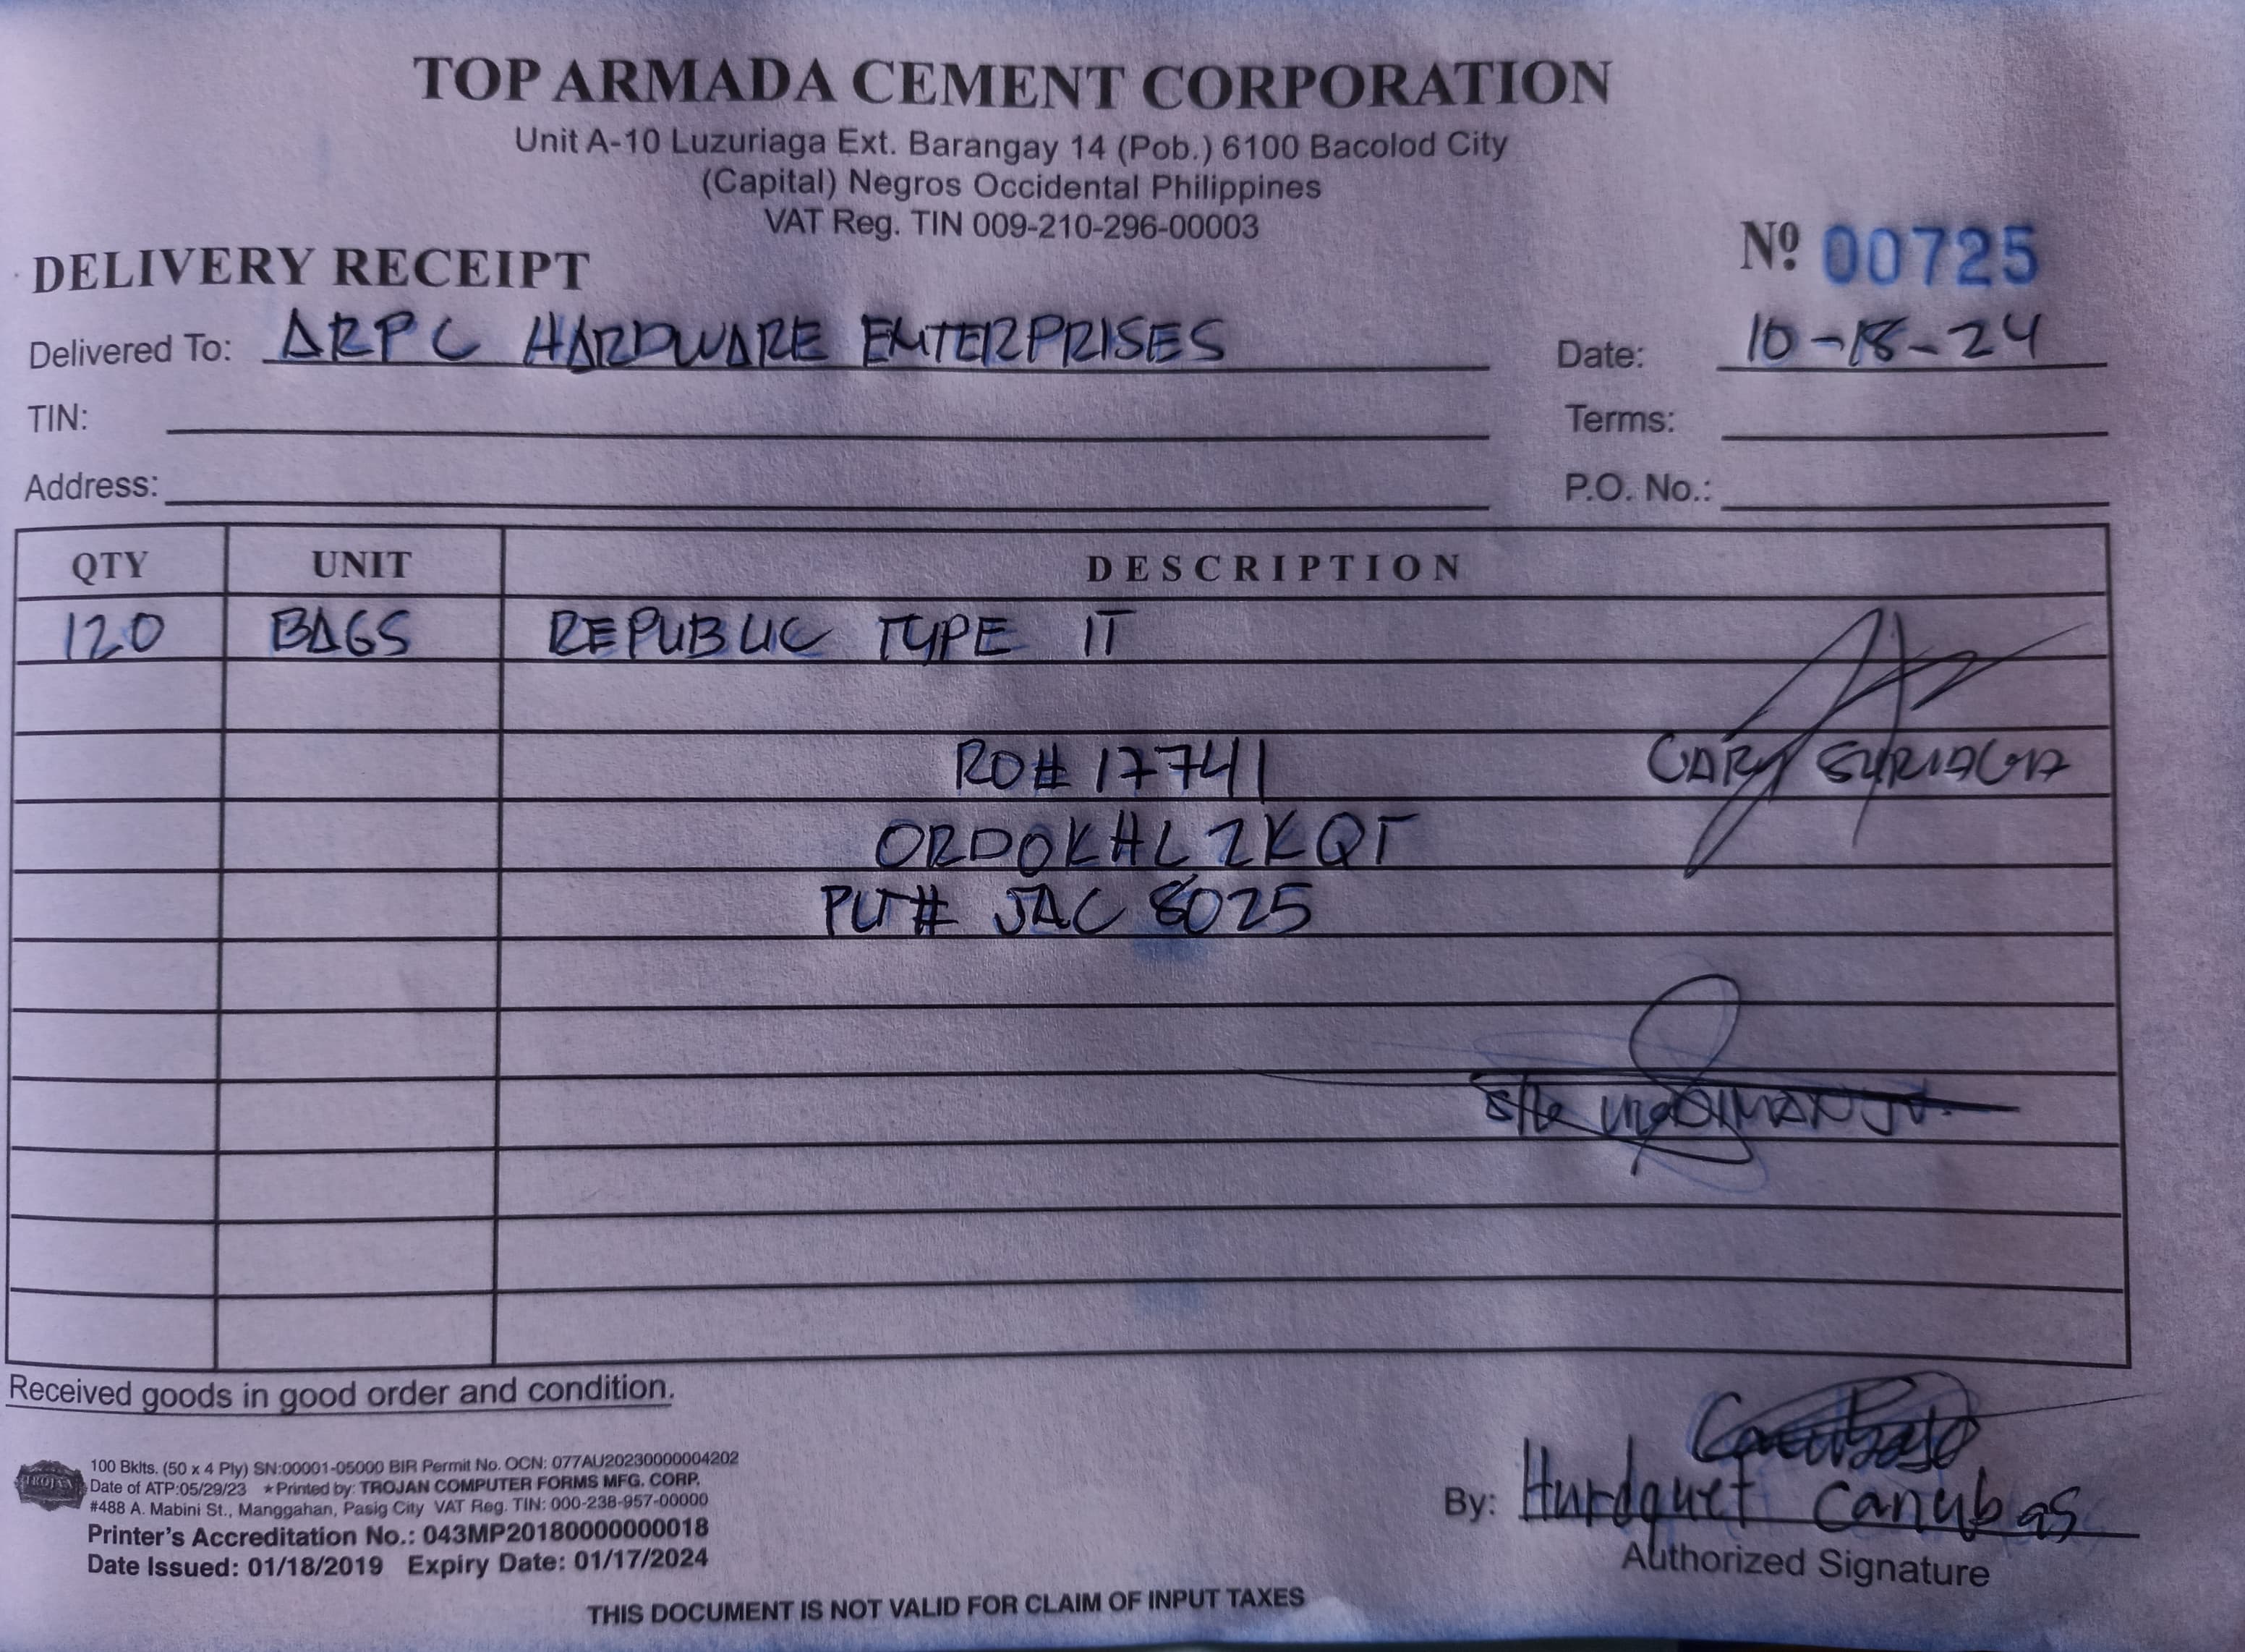 TOP ARMADA CEMENT CORPORATION
Unit A-10 Luzuriaga Ext. Barangay 14 (Pob.) 6100 Bacolod City
(Capital) Negros Occidental Philippines
VAT Reg. TIN 009-210-296-00003
DELIVERY RECEIPT
Nº 00725
Delivered To: ARPC HARDWARE ENTERPRISES
Date: 10-18-24
TIN:
Terms:
Address:
P.O. No.:
QTY UNIT DESCRIPTION
120 BAGS REPUBLIC TYPE IT
RO# 17741
GARY SURIAGA
ORDOKHLZKQT
PLT# JAC 8025
Received goods in good order and condition.
TROJAN
100 Bklts. (50 x 4 Ply) SN:00001-05000 BIR Permit No. OCN: 077AU20230000004202
Date of ATP:05/29/23 ★Printed by: TROJAN COMPUTER FORMS MFG. CORP.
#488 A. Mabini St., Manggahan, Pasig City VAT Reg. TIN: 000-238-957-00000
Printer's Accreditation No.: 043MP20180000000018
Date Issued: 01/18/2019 Expiry Date: 01/17/2024
By: Hurdquet Canubas
Authorized Signature
THIS DOCUMENT IS NOT VALID FOR CLAIM OF INPUT TAXES